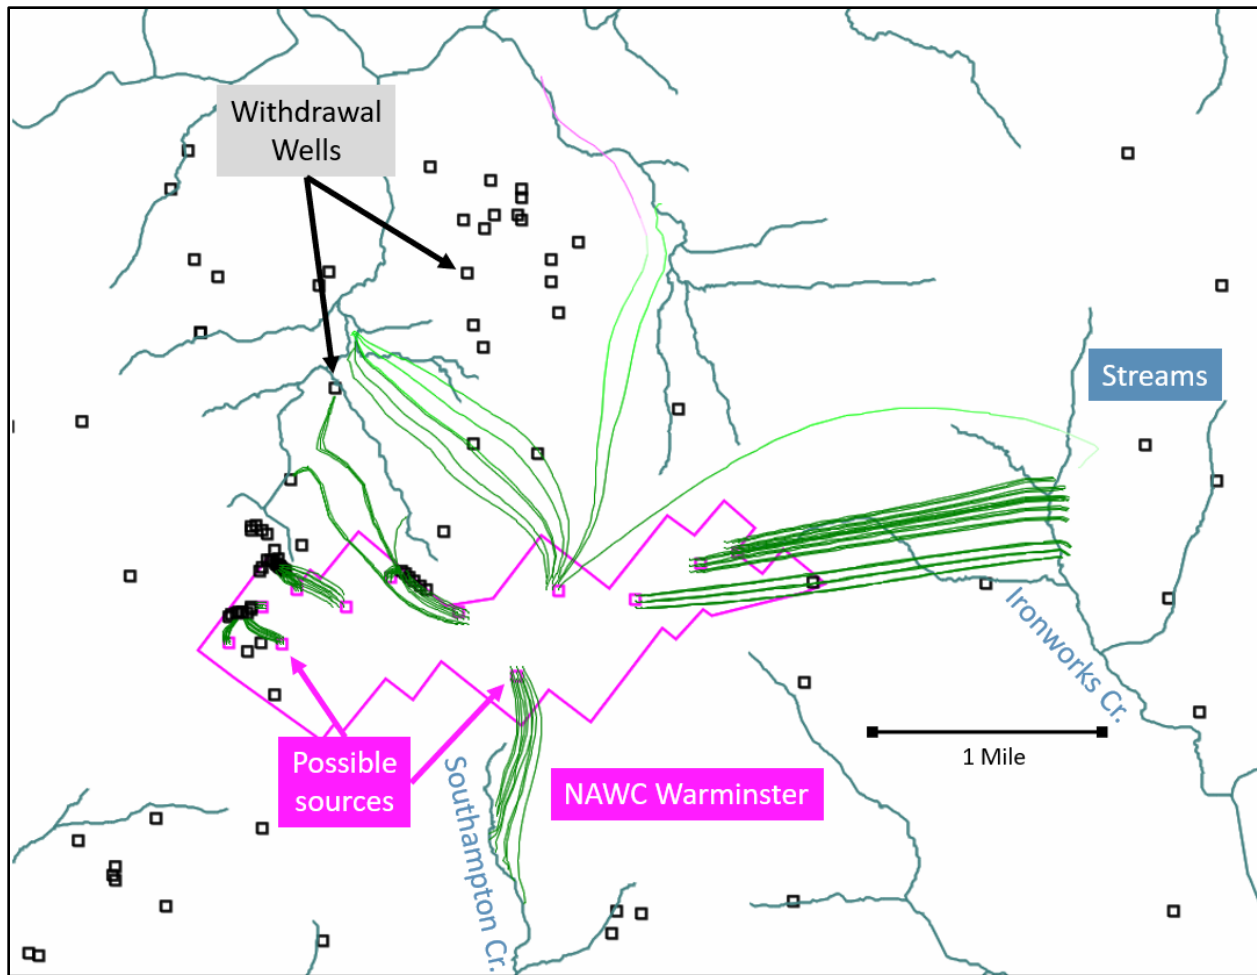 Withdrawal
Wells
Streams
Ironworks Cr.
1 Mile
Possible
sources
NAWC Warminster
Southampton Cr.